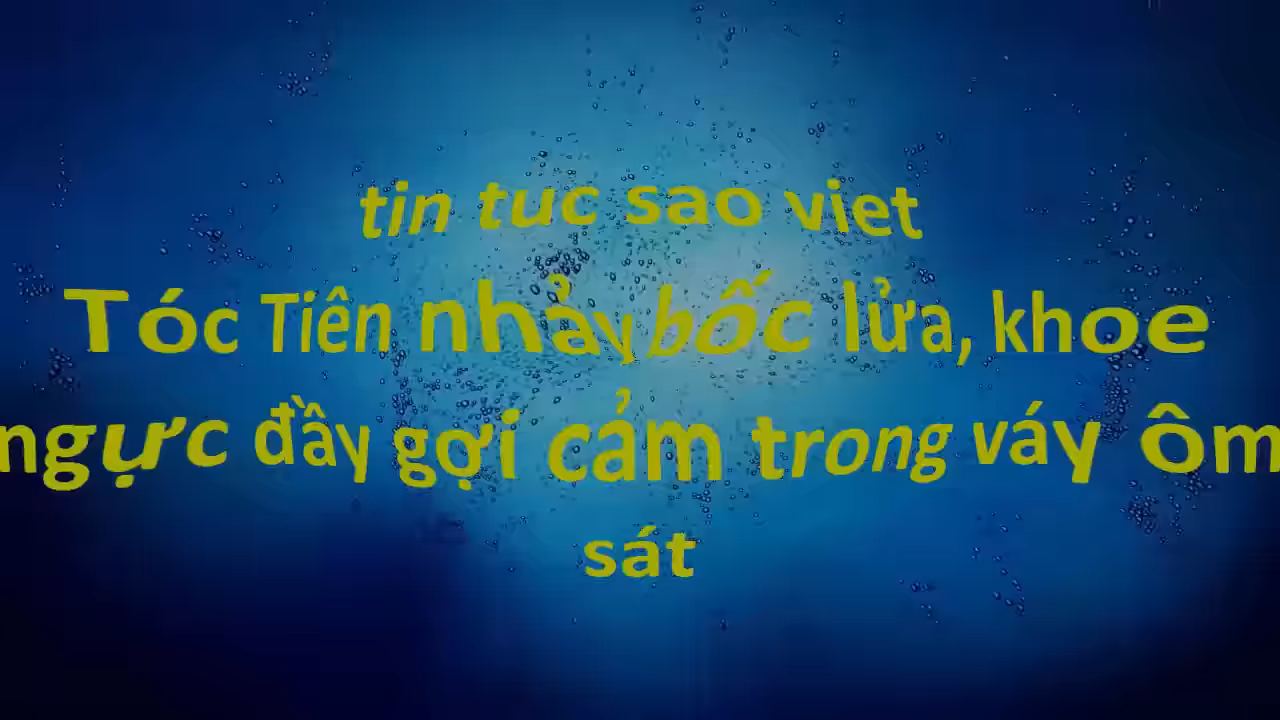 tin tuc sao viet
Tóc Tiên nhảy bốc lửa, khoe
ngực đầy gợi cảm trong váy ôm
sát